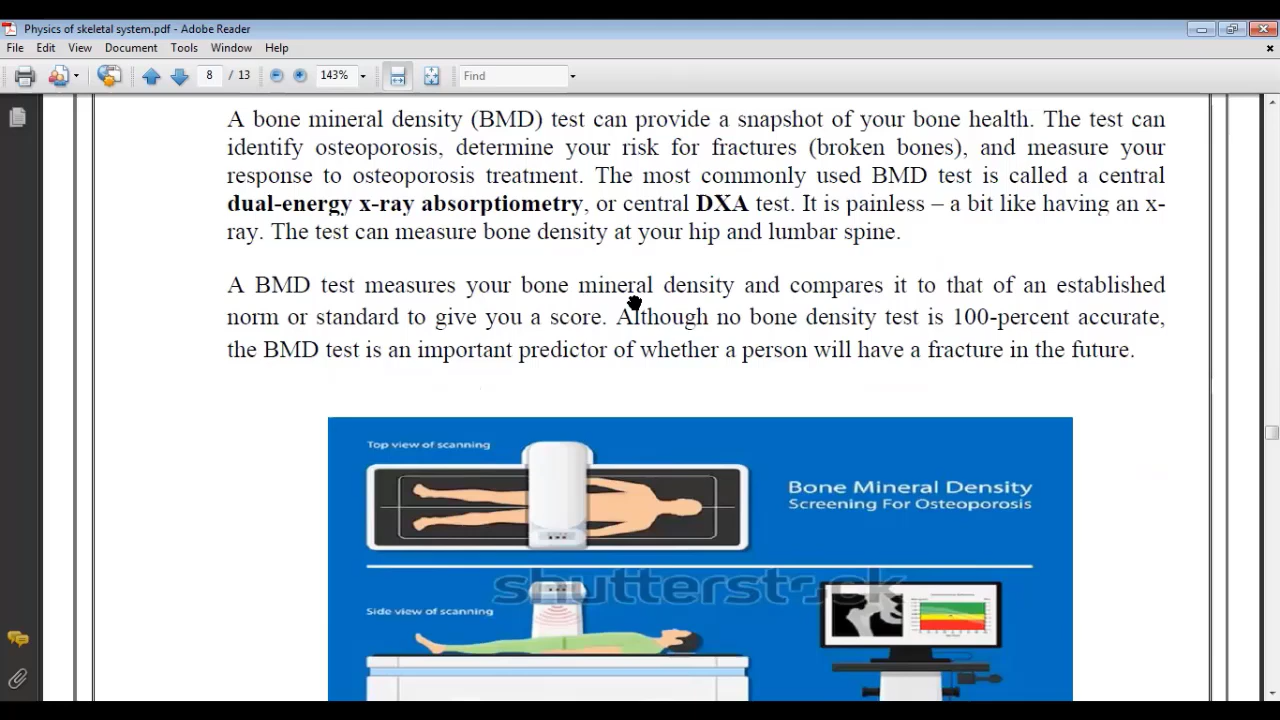 Physics of skeletal system.pdf - Adobe Reader
File Edit View Document Tools Window Help
8 / 13 143% Find
A bone mineral density (BMD) test can provide a snapshot of your bone health. The test can
identify osteoporosis, determine your risk for fractures (broken bones), and measure your
response to osteoporosis treatment. The most commonly used BMD test is called a central
dual-energy x-ray absorptiometry, or central DXA test. It is painless – a bit like having an x-
ray. The test can measure bone density at your hip and lumbar spine.
A BMD test measures your bone mineral density and compares it to that of an established
norm or standard to give you a score. Although no bone density test is 100-percent accurate,
the BMD test is an important predictor of whether a person will have a fracture in the future.
Top view of scanning
Bone Mineral Density
Screening For Osteoporosis
shutterstock
Side view of scanning